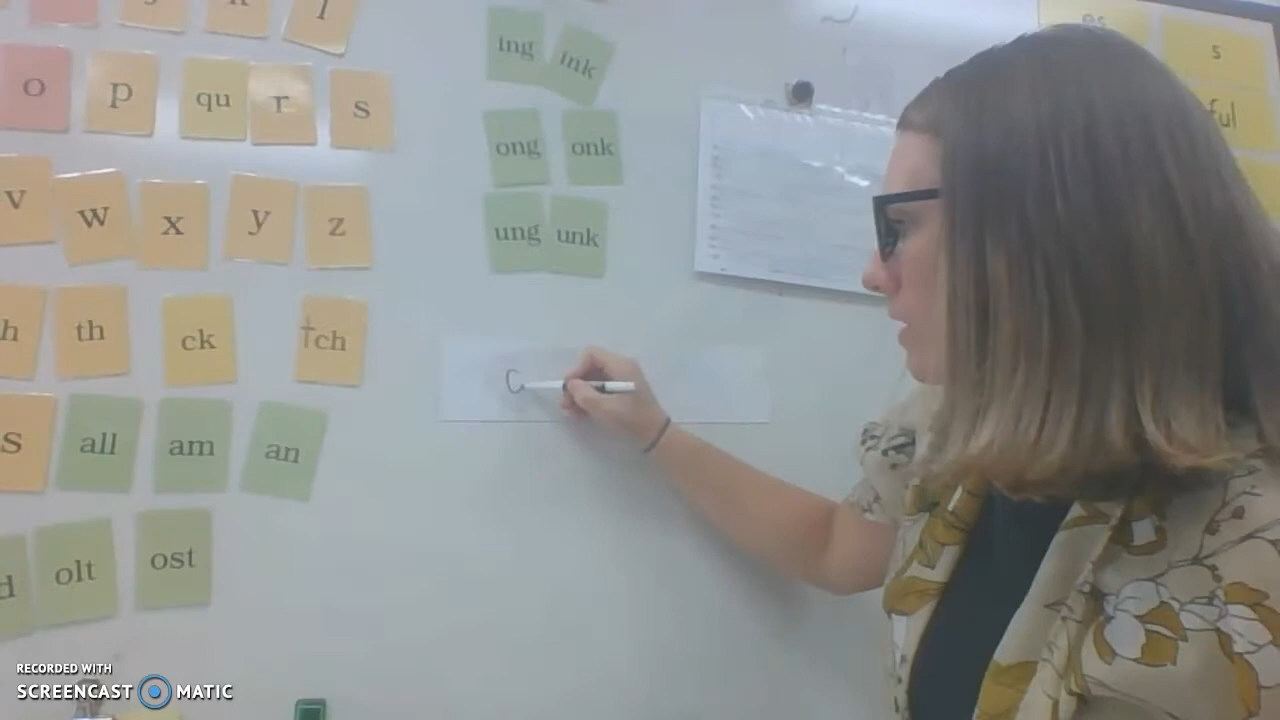 l
o p qu r s
v w x y z
h th ck tch
s all am an
d olt ost
ing ink
ong onk
ung unk
C
es
s
ful
RECORDED WITH
SCREENCAST MATIC